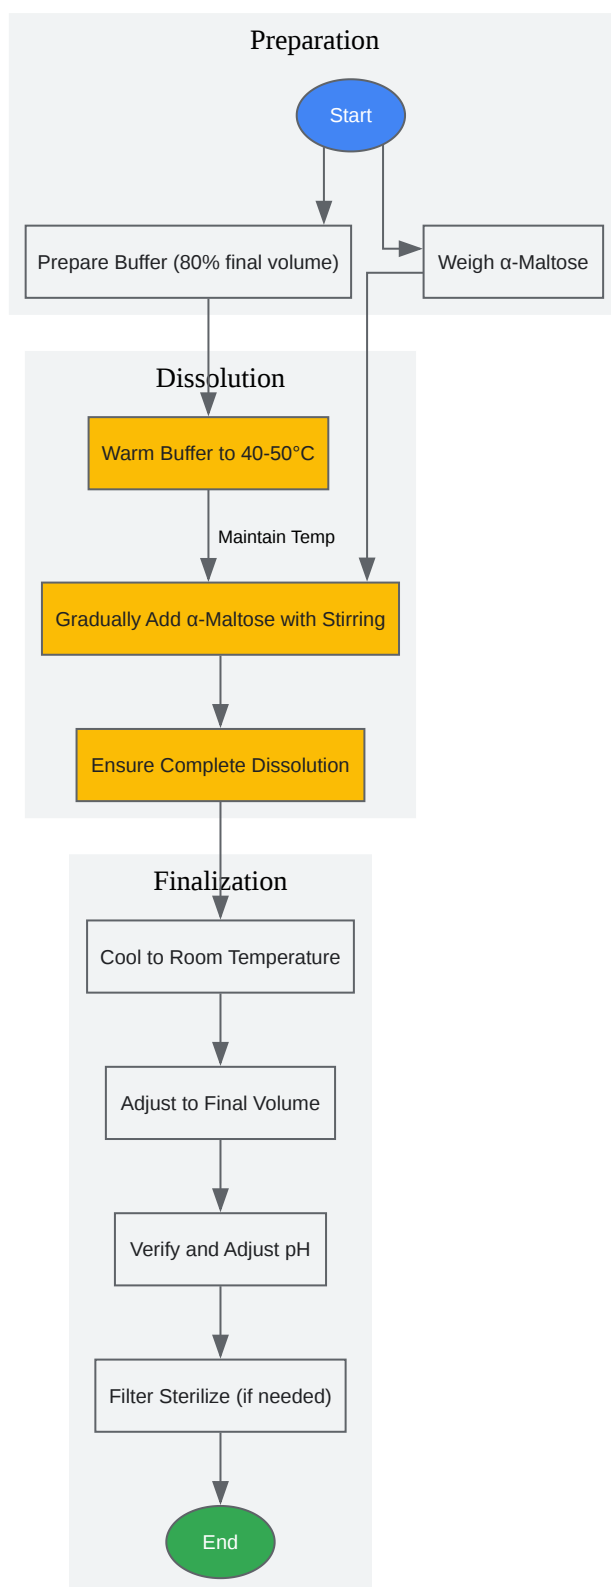 Preparation
Start
Prepare Buffer (80% final volume)
Weigh α-Maltose
Dissolution
Warm Buffer to 40-50°C
Maintain Temp
Gradually Add α-Maltose with Stirring
Ensure Complete Dissolution
Finalization
Cool to Room Temperature
Adjust to Final Volume
Verify and Adjust pH
Filter Sterilize (if needed)
End